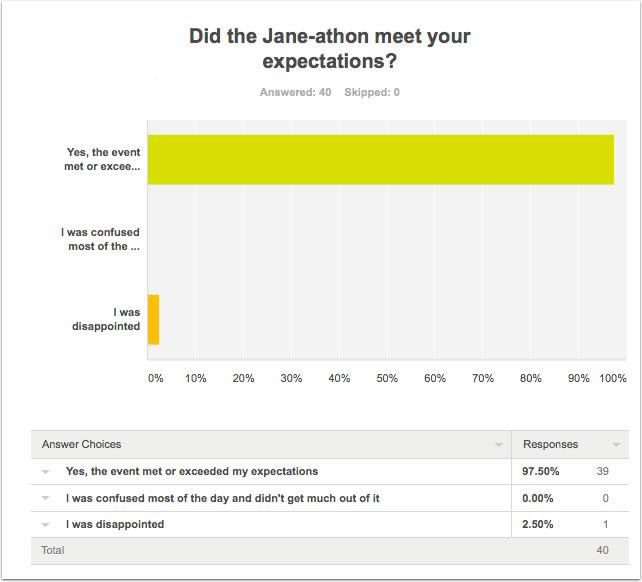 Did the Jane-athon meet your
expectations?
Answered: 40 Skipped: 0
Yes, the event
met or excee...
I was confused
most of the ...
I was
disappointed
0% 10% 20% 30% 40% 50% 60% 70% 80% 90% 100%
Answer Choices Responses
Yes, the event met or exceeded my expectations 97.50% 39
I was confused most of the day and didn't get much out of it 0.00% 0
I was disappointed 2.50% 1
Total 40